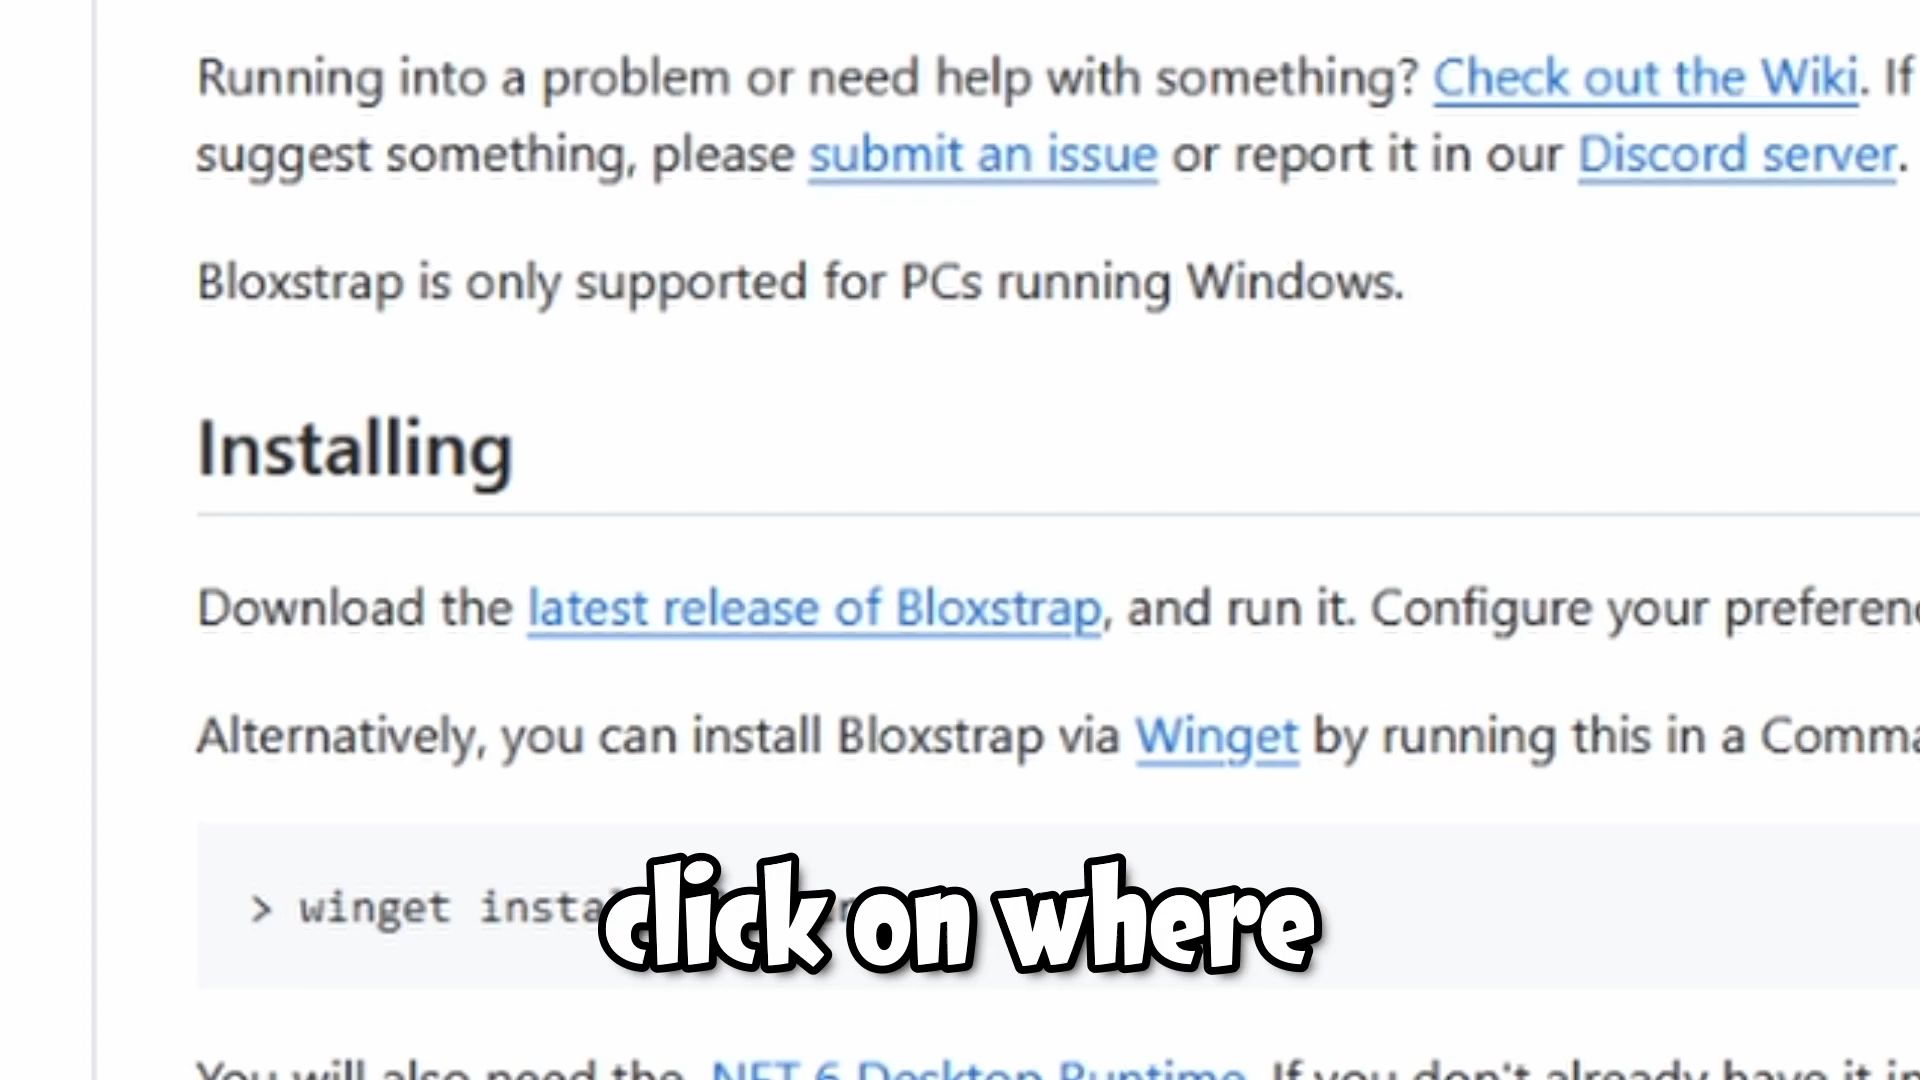 Running into a problem or need help with something? Check out the Wiki. If
suggest something, please submit an issue or report it in our Discord server.
Bloxstrap is only supported for PCs running Windows.
Installing
Download the latest release of Bloxstrap, and run it. Configure your preferenc
Alternatively, you can install Bloxstrap via Winget by running this in a Comma
> winget insta
click on where
You will also need the .NET 6 Desktop Runtime. If you don't already have it in